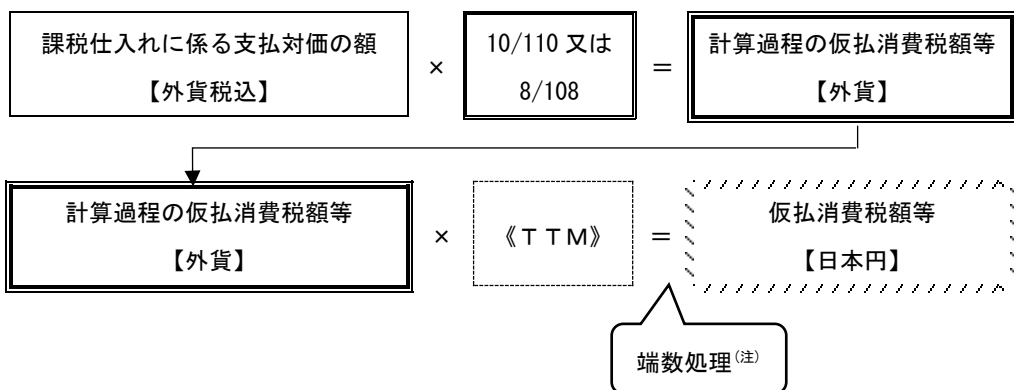 課税仕入れに係る支払対価の額
【外貨税込】
×
10/110 又は
8/108
＝
計算過程の仮払消費税額等
【外貨】
計算過程の仮払消費税額等
【外貨】
×
《ＴＴＭ》
＝
仮払消費税額等
【日本円】
端数処理(注)